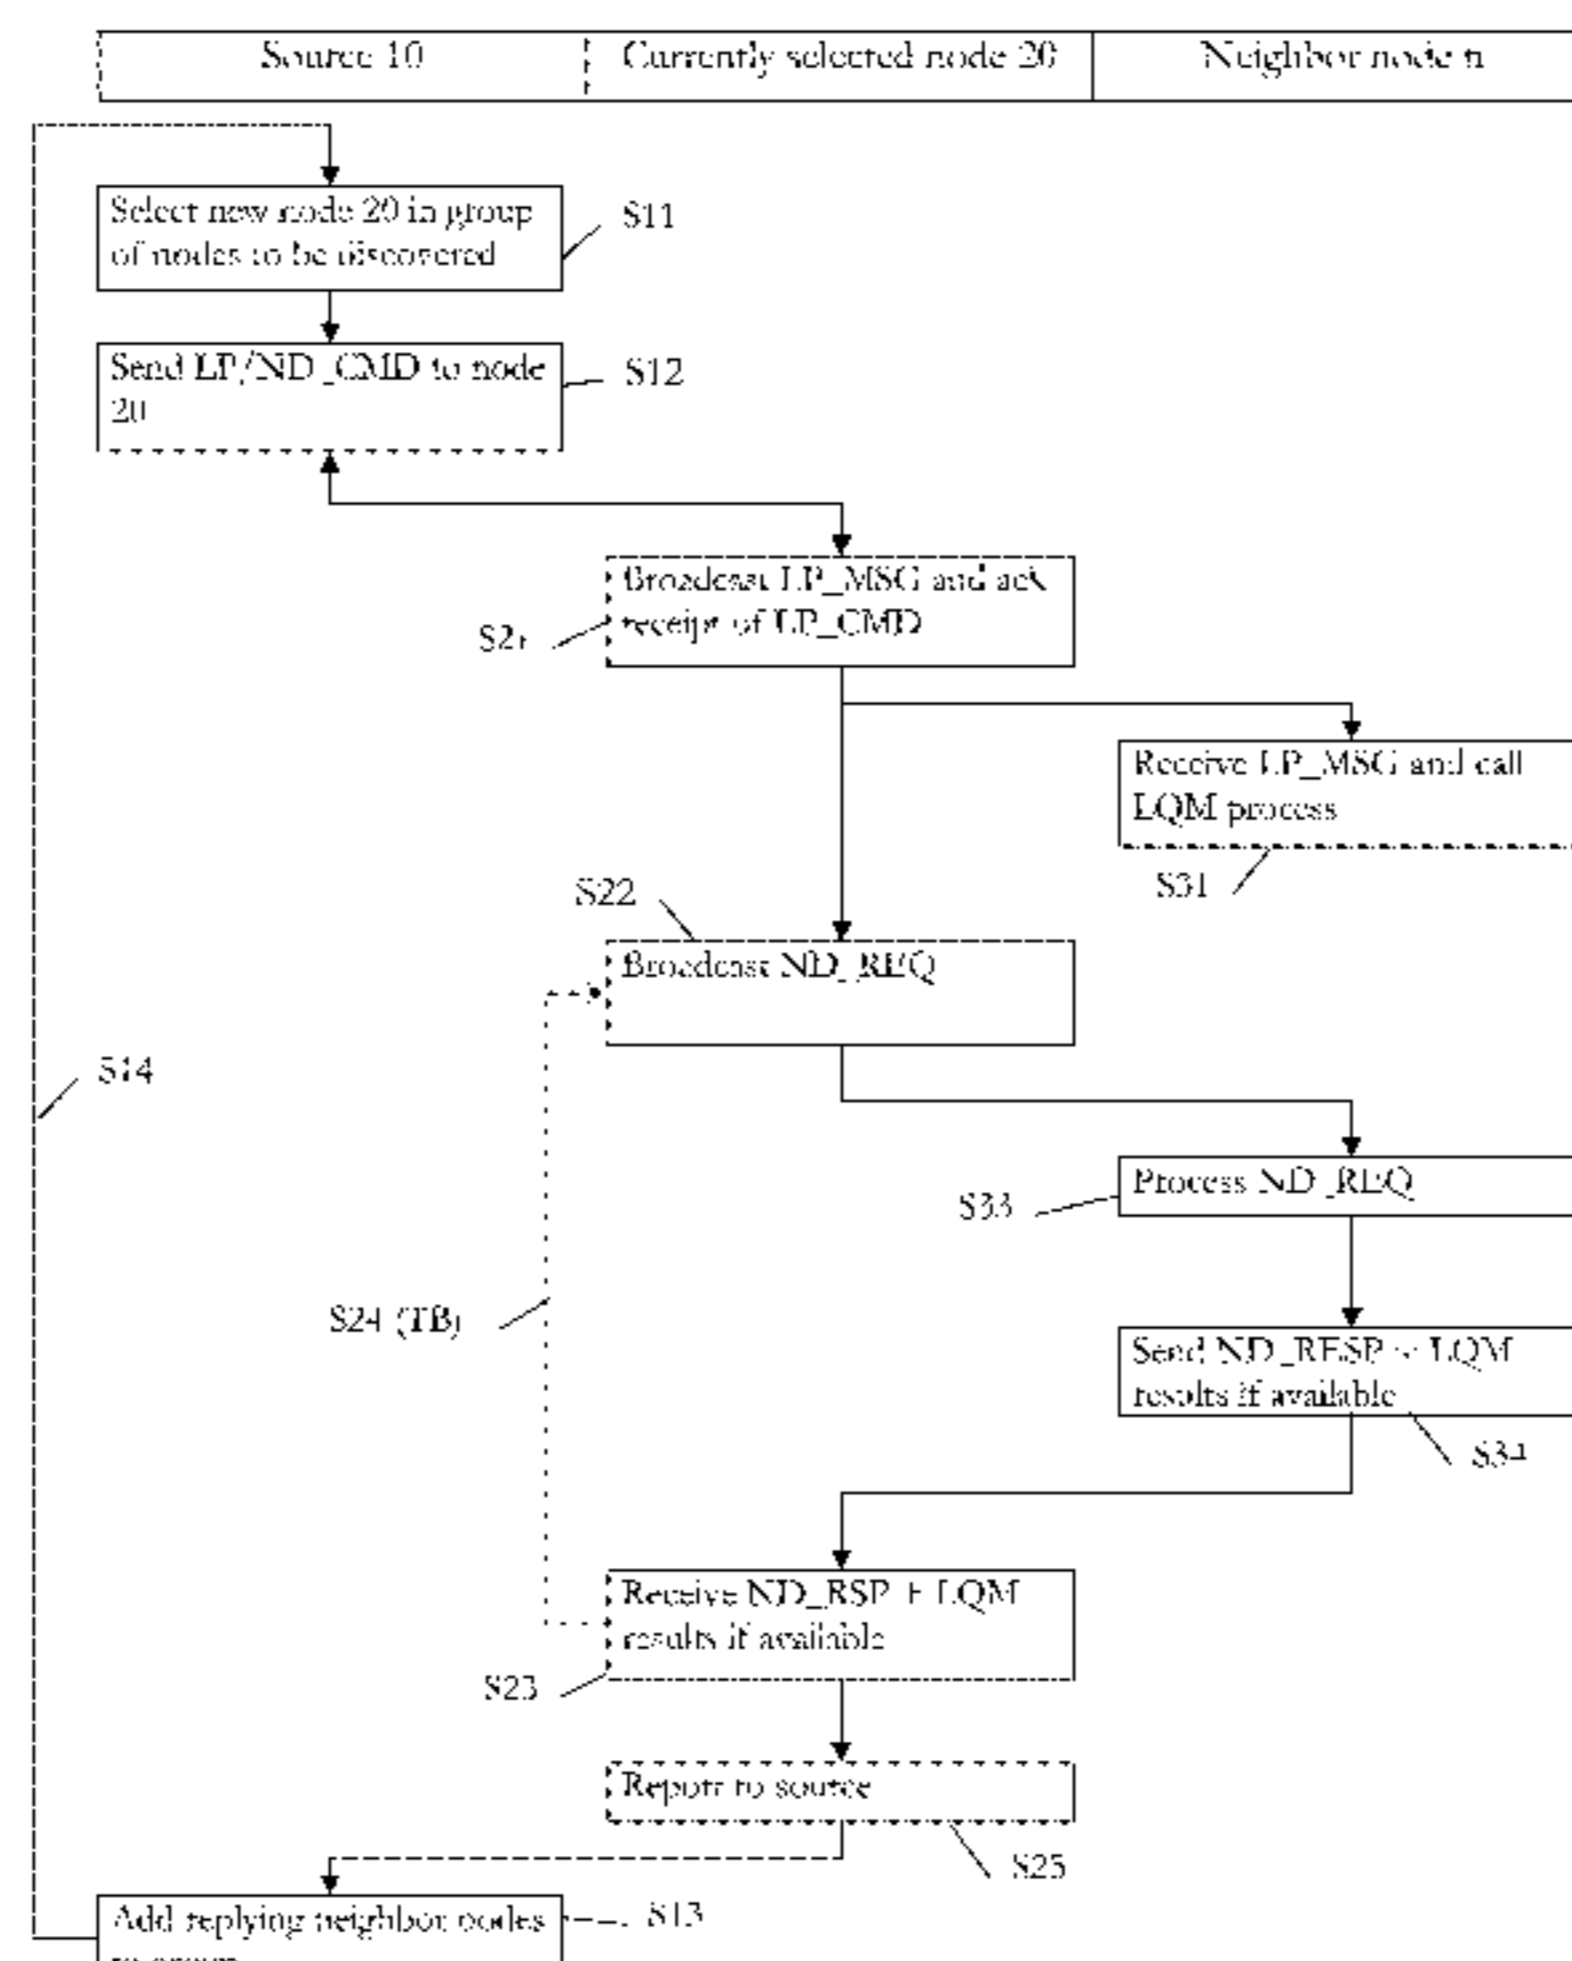 Source 10
Currently selected node 20
Neighbor node n
Select new node 20 in group
of nodes to be discovered
S11
Send LP/ND_CMD to node
20
S12
Broadcast LP_MSG and ack
receipt of LP_CMD
S21
Receive LP_MSG and call
LQM process
S31
S22
Broadcast ND_REQ
S14
Process ND_REQ
S33
S24 (TB)
Send ND_RESP + LQM
results if available
S34
Receive ND_RSP + LQM
results if available
S23
Report to source
S25
Add replying neighbor nodes
S13